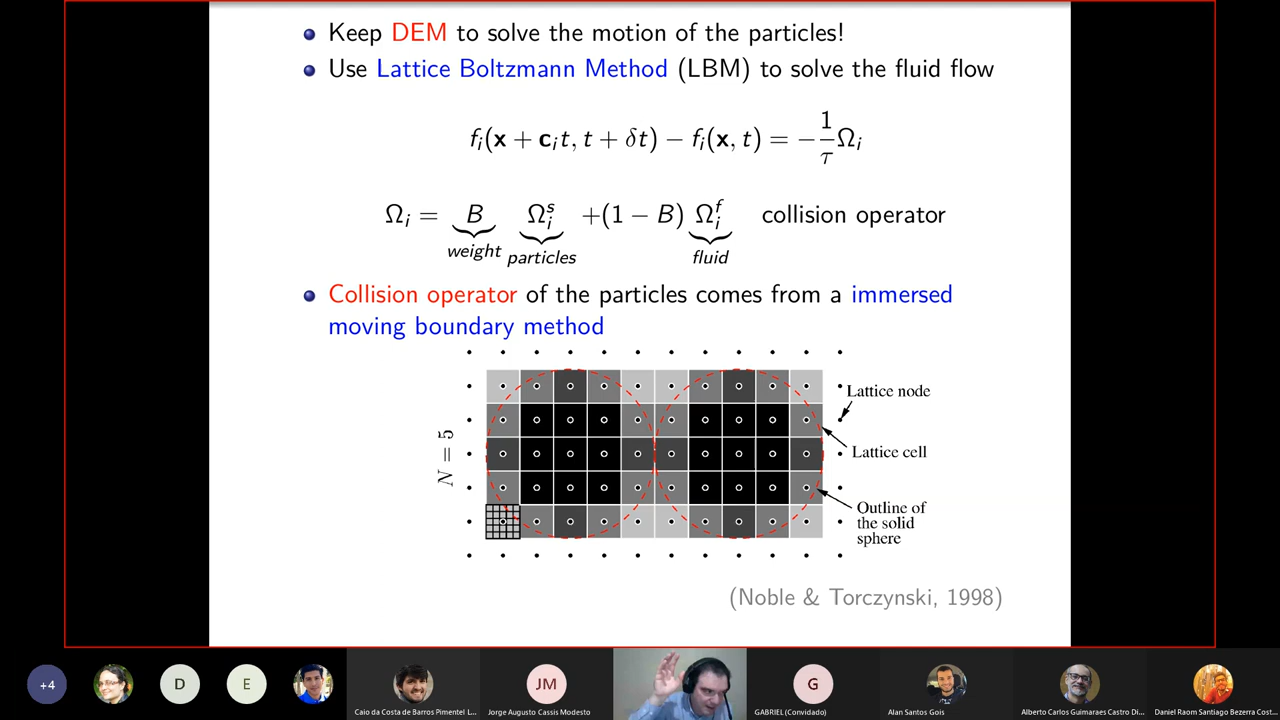 Keep DEM to solve the motion of the particles!
Use Lattice Boltzmann Method (LBM) to solve the fluid flow
fᵢ(x + cᵢt, t + δt) − fᵢ(x, t) = −1/τ Ωᵢ
Ωᵢ = B Ωᵢˢ +(1 − B) Ωᵢᶠ collision operator
weight particles fluid
Collision operator of the particles comes from a immersed
moving boundary method
N = 5
Lattice node
Lattice cell
Outline of
the solid
sphere
(Noble & Torczynski, 1998)
+4
D
E
JM
G
Caio da Costa de Barros Pimentel L...
Jorge Augusto Cassis Modesto
GABRIEL (Convidado)
Alan Santos Gois
Alberto Carlos Guimaraes Castro Di...
Daniel Raom Santiago Bezerra Cost...